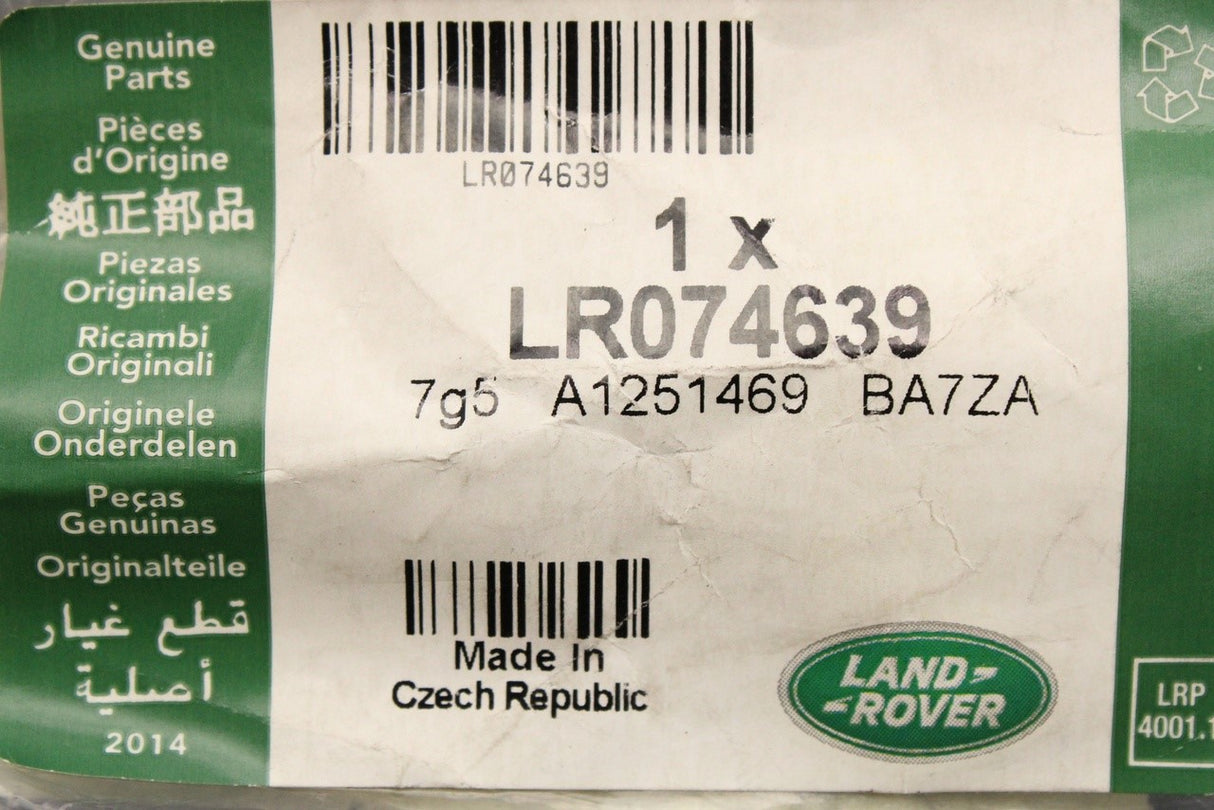 Genuine
Parts
Pièces
d'Origine
純正部品
Piezas
Originales
Ricambi
Originali
Originele
Onderdelen
Peças
Genuinas
Originalteile
قطع غيار
أصلية
2014
LR074639
1 x
LR074639
7g5 A1251469 BA7ZA
Made In
Czech Republic
LAND
ROVER
LRP
4001.1